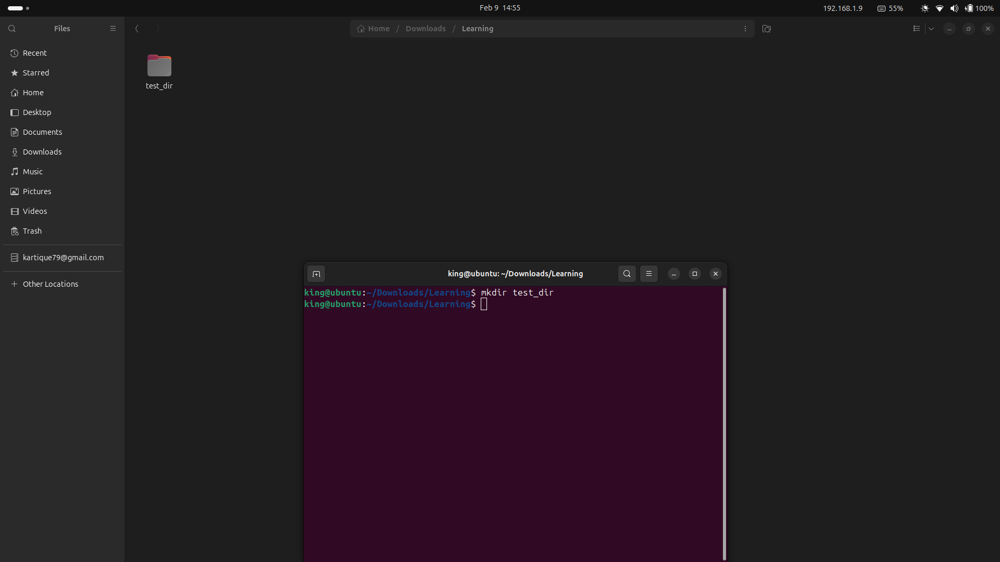 Feb 9 14:55
192.168.1.9
55%
100%
Files
Home / Downloads / Learning
Recent
Starred
Home
Desktop
Documents
Downloads
Music
Pictures
Videos
Trash
kartique79@gmail.com
Other Locations
test_dir
king@ubuntu: ~/Downloads/Learning
king@ubuntu:~/Downloads/Learning$ mkdir test_dir
king@ubuntu:~/Downloads/Learning$